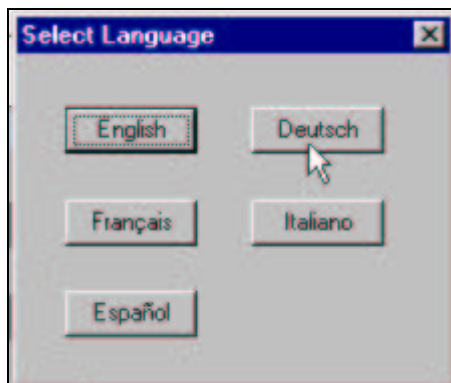 Select Language
English Deutsch
Français Italiano
Español